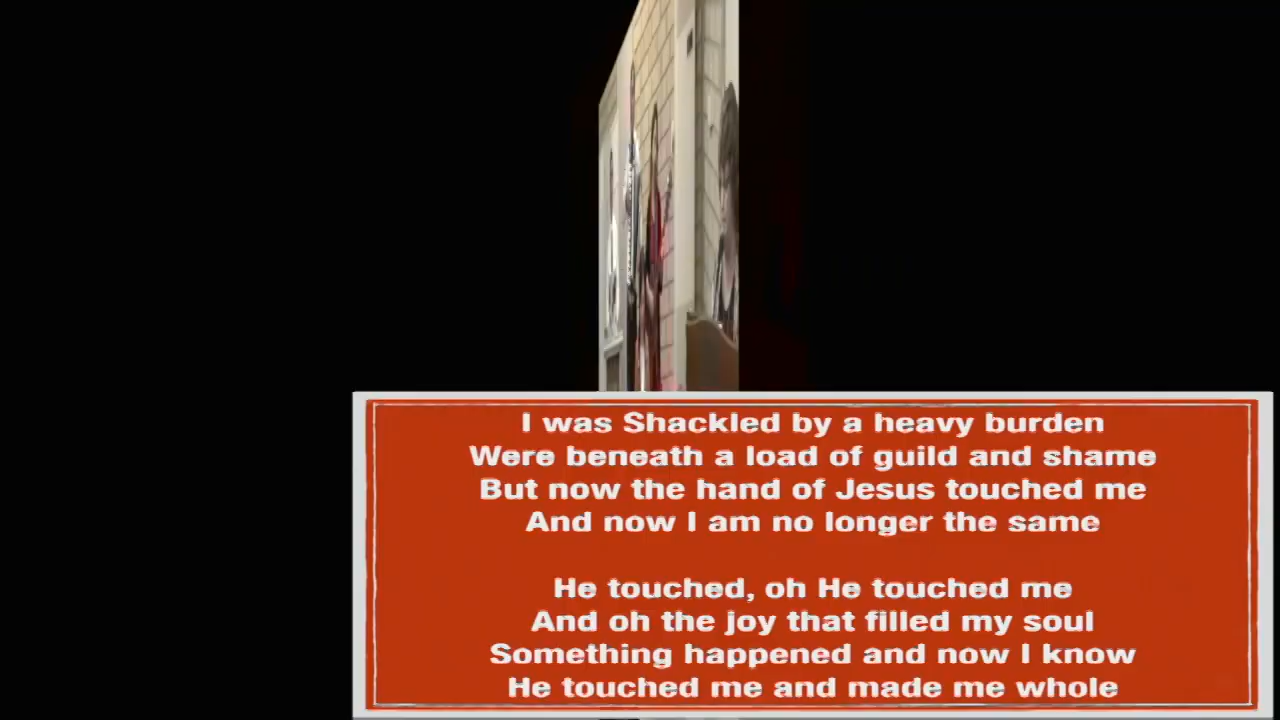 I was Shackled by a heavy burden
Were beneath a load of guild and shame
But now the hand of Jesus touched me
And now I am no longer the same
He touched, oh He touched me
And oh the joy that filled my soul
Something happened and now I know
He touched me and made me whole